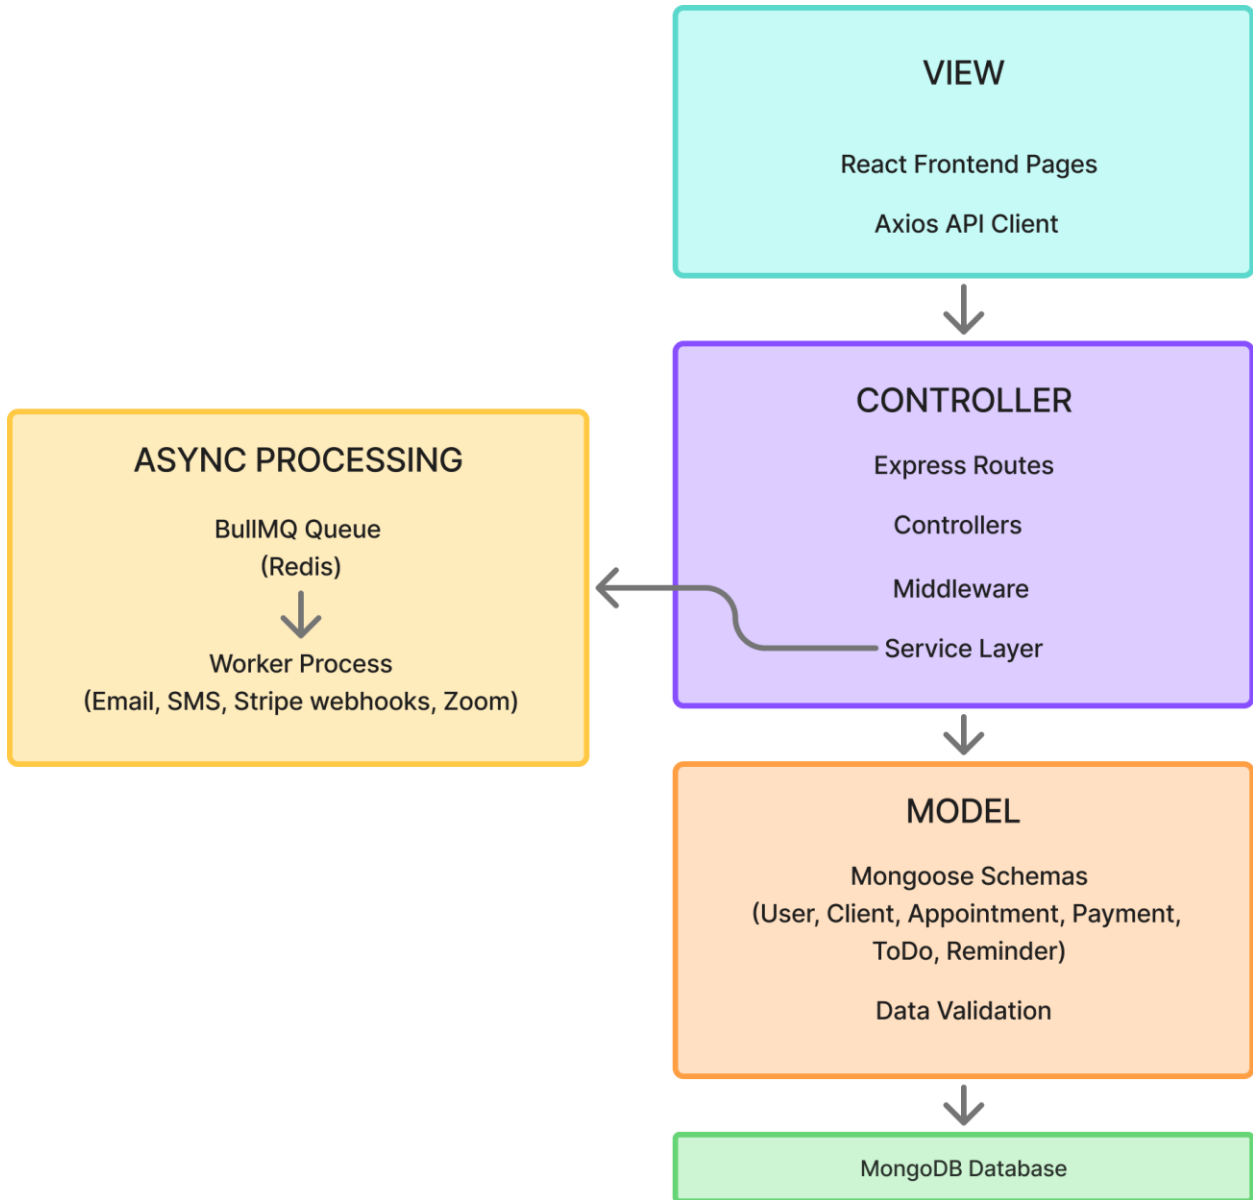 VIEW
React Frontend Pages
Axios API Client
CONTROLLER
Express Routes
Controllers
Middleware
Service Layer
ASYNC PROCESSING
BullMQ Queue
(Redis)
Worker Process
(Email, SMS, Stripe webhooks, Zoom)
MODEL
Mongoose Schemas
(User, Client, Appointment, Payment,
ToDo, Reminder)
Data Validation
MongoDB Database